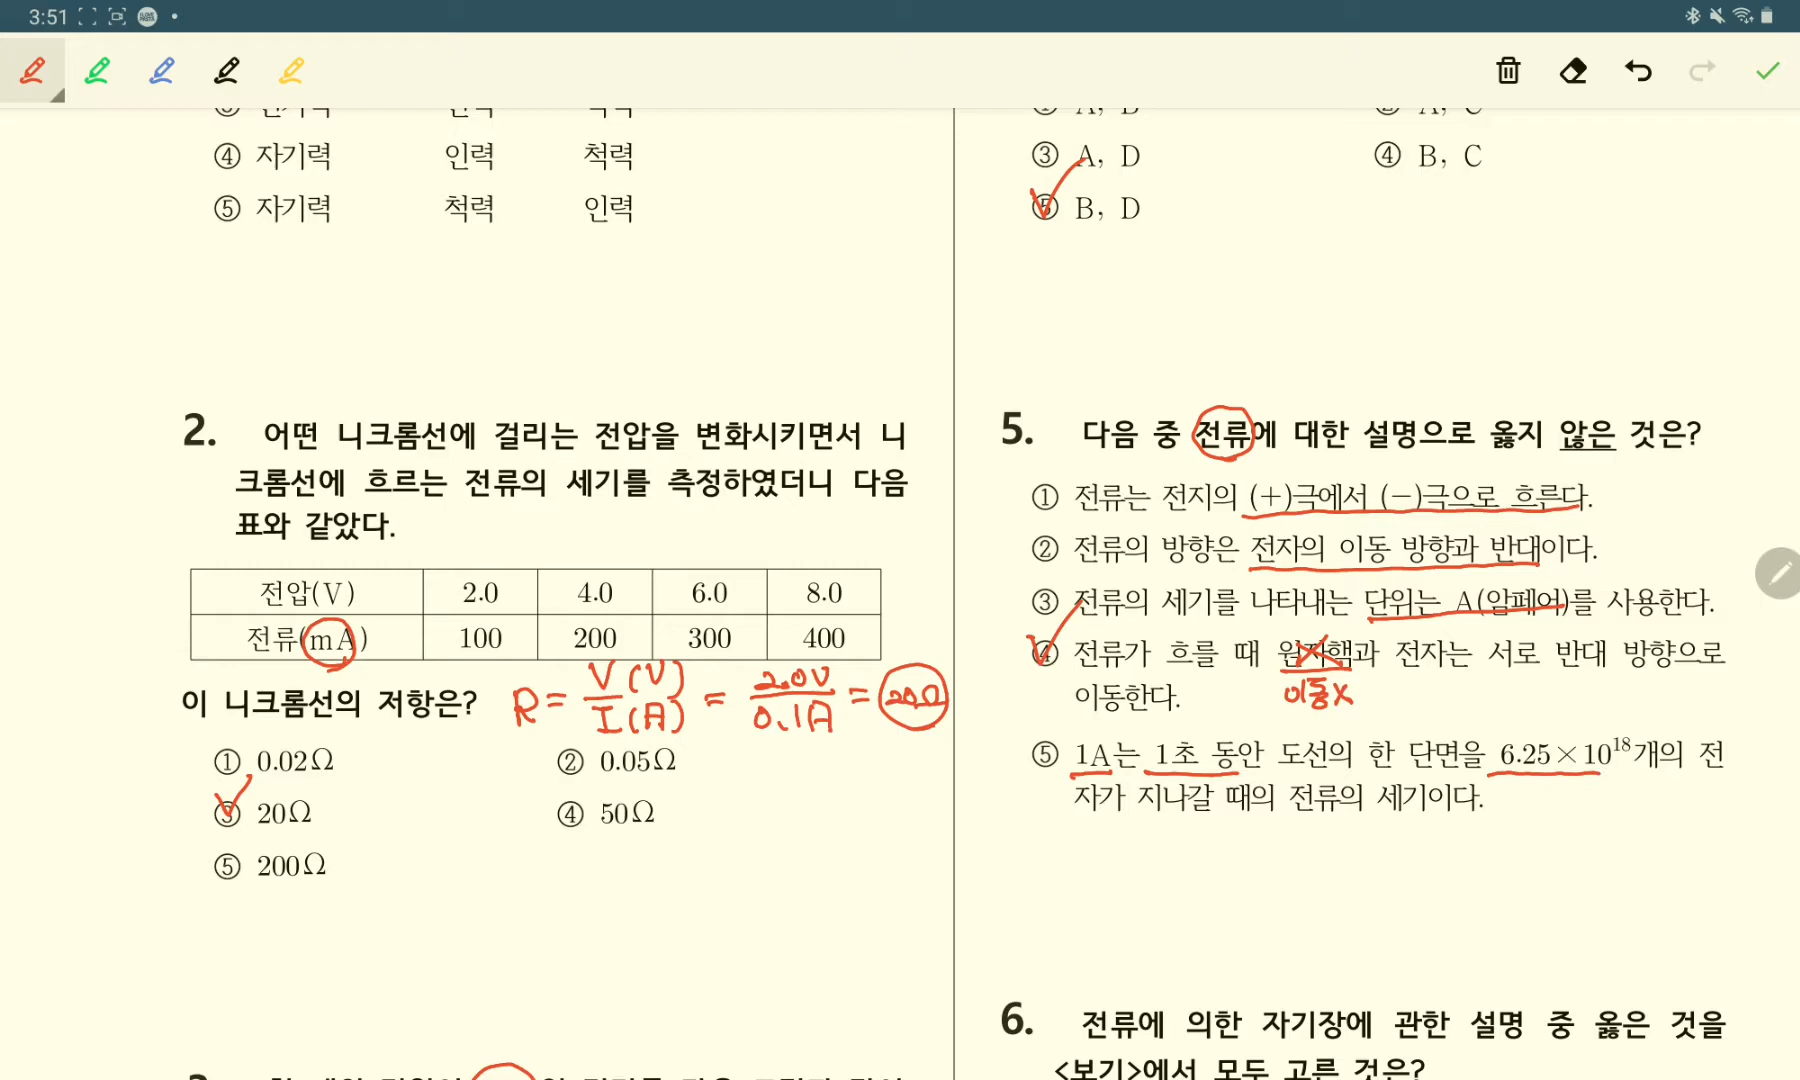 3:51
④ 자기력 인력 척력
⑤ 자기력 척력 인력
2. 어떤 니크롬선에 걸리는 전압을 변화시키면서 니
크롬선에 흐르는 전류의 세기를 측정하였더니 다음
표와 같았다.
전압(V) 2.0 4.0 6.0 8.0
전류(mA) 100 200 300 400
이 니크롬선의 저항은? R = V(V) / I(A) = 2.0V / 0.1A = 20Ω
① 0.02Ω ② 0.05Ω
③ 20Ω ④ 50Ω
⑤ 200Ω
③ A, D ④ B, C
⑤ B, D
5. 다음 중 전류에 대한 설명으로 옳지 않은 것은?
① 전류는 전지의 (+)극에서 (−)극으로 흐른다.
② 전류의 방향은 전자의 이동 방향과 반대이다.
③ 전류의 세기를 나타내는 단위는 A(암페어)를 사용한다.
④ 전류가 흐를 때 원자핵과 전자는 서로 반대 방향으로
이동한다. 이동X
⑤ 1A는 1초 동안 도선의 한 단면을 6.25×10¹⁸개의 전
자가 지나갈 때의 전류의 세기이다.
6. 전류에 의한 자기장에 관한 설명 중 옳은 것을
<보기>에서 모두 고른 것은?